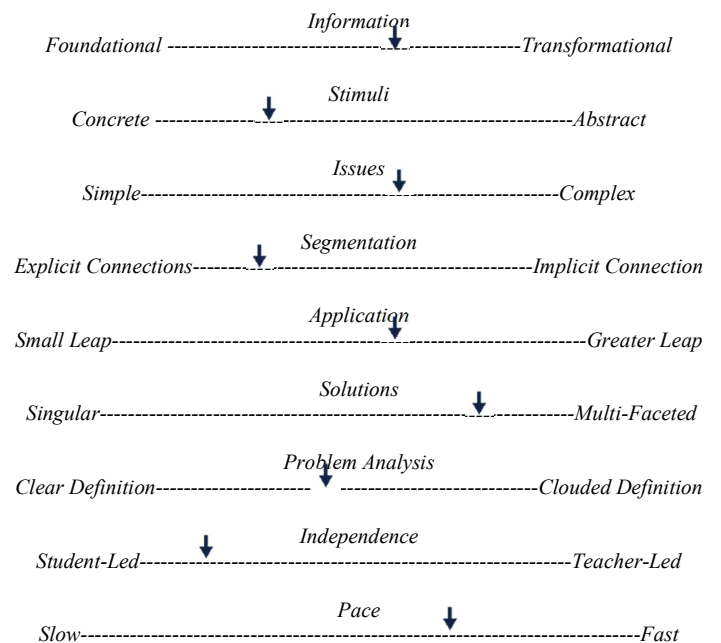 Information
Foundational -----------------------------------------------------Transformational
Stimuli
Concrete --------------------------------------------------------------Abstract
Issues
Simple--------------------------------------------------------------Complex
Segmentation
Explicit Connections---------------------------------------------------Implicit Connection
Application
Small Leap----------------------------------------------------------------------Greater Leap
Solutions
Singular-----------------------------------------------------------------------Multi-Faceted
Problem Analysis
Clear Definition----------------------- -----------------------------Clouded Definition
Independence
Student-Led----------------------------------------------------------------Teacher-Led
Pace
Slow------------------------------------------------------------------------------------Fast